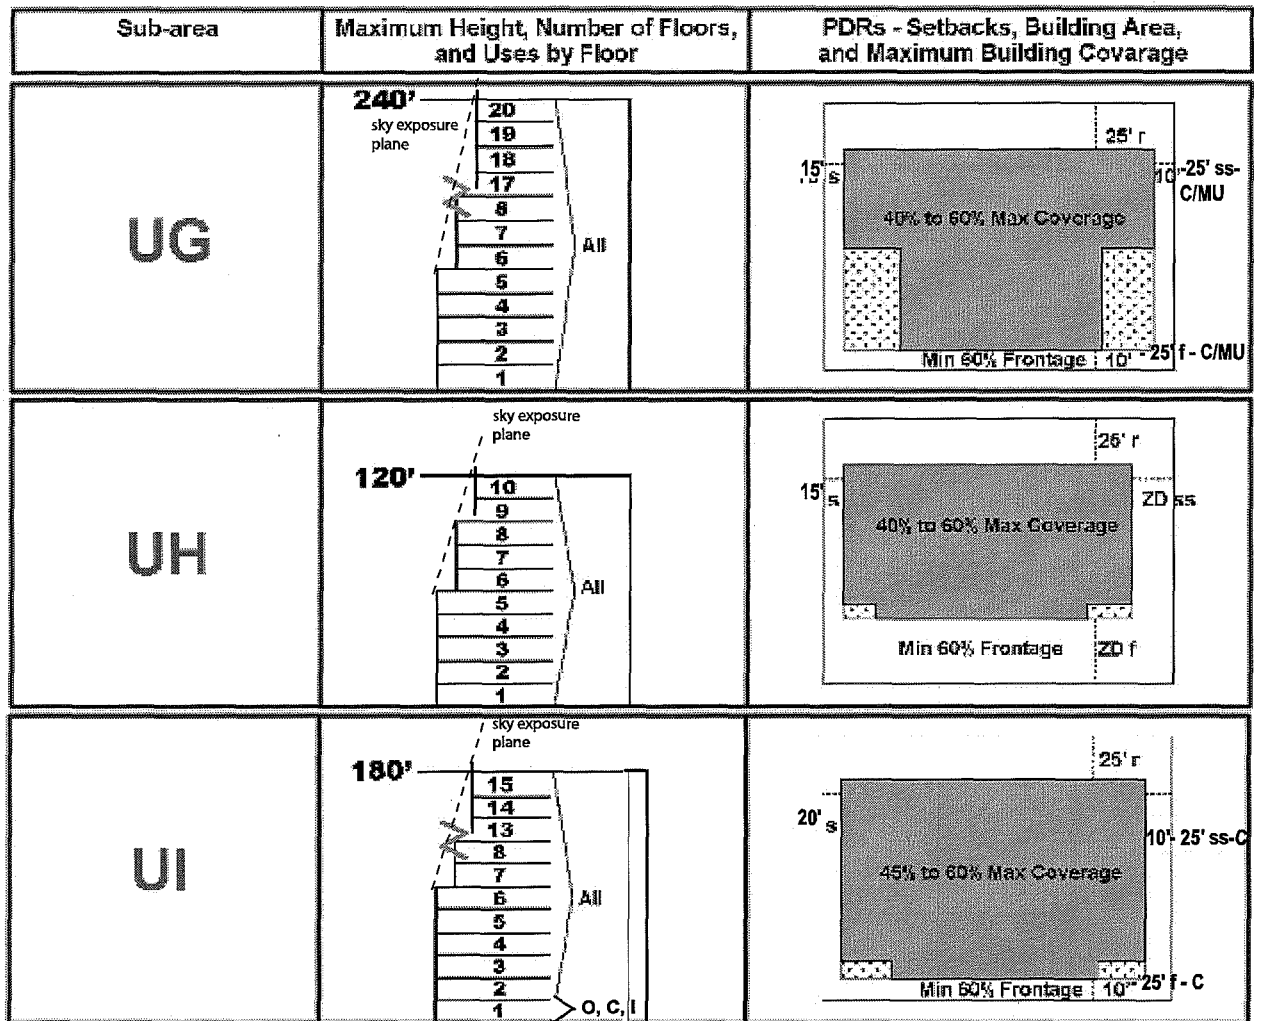 Sub-area
Maximum Height, Number of Floors,
and Uses by Floor
PDRs - Setbacks, Building Area,
and Maximum Building Covarage
UG
240'
sky exposure
plane
20
19
18
17
8
7
6
5
4
3
2
1
All
25' r
15' s
10'-25' ss-
C/MU
40% to 60% Max Coverage
Min 60% Frontage
10' - 25' f - C/MU
UH
sky exposure
plane
120'
10
9
8
7
6
5
4
3
2
1
All
25' r
15' s
ZD ss
40% to 60% Max Coverage
Min 60% Frontage
ZD f
UI
sky exposure
plane
180'
15
14
13
8
7
6
5
4
3
2
1
All
O, C, I
25' r
20' s
10'- 25' ss-C
45% to 60% Max Coverage
Min 60% Frontage
10'- 25' f - C